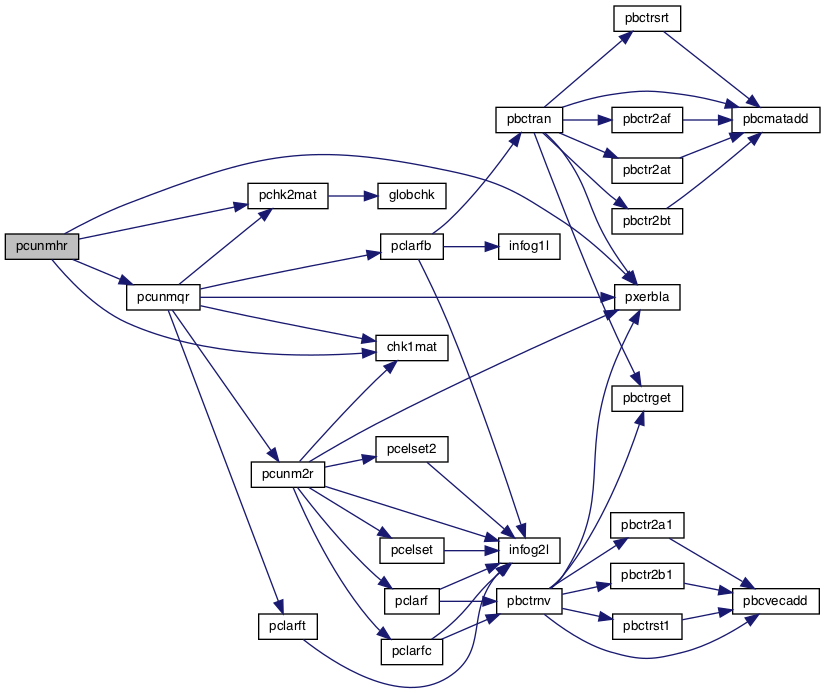 pbctrsrt
pbctran
pbctr2af
pbcmatadd
pbctr2at
pchk2mat
globchk
pbctr2bt
pcunmhr
pclarfb
infog1l
pcunmqr
pxerbla
chk1mat
pbctrget
pcelset2
pcunm2r
pbctr2a1
pcelset
infog2l
pbctr2b1
pclarf
pbctrnv
pbcvecadd
pclarft
pbctrst1
pclarfc